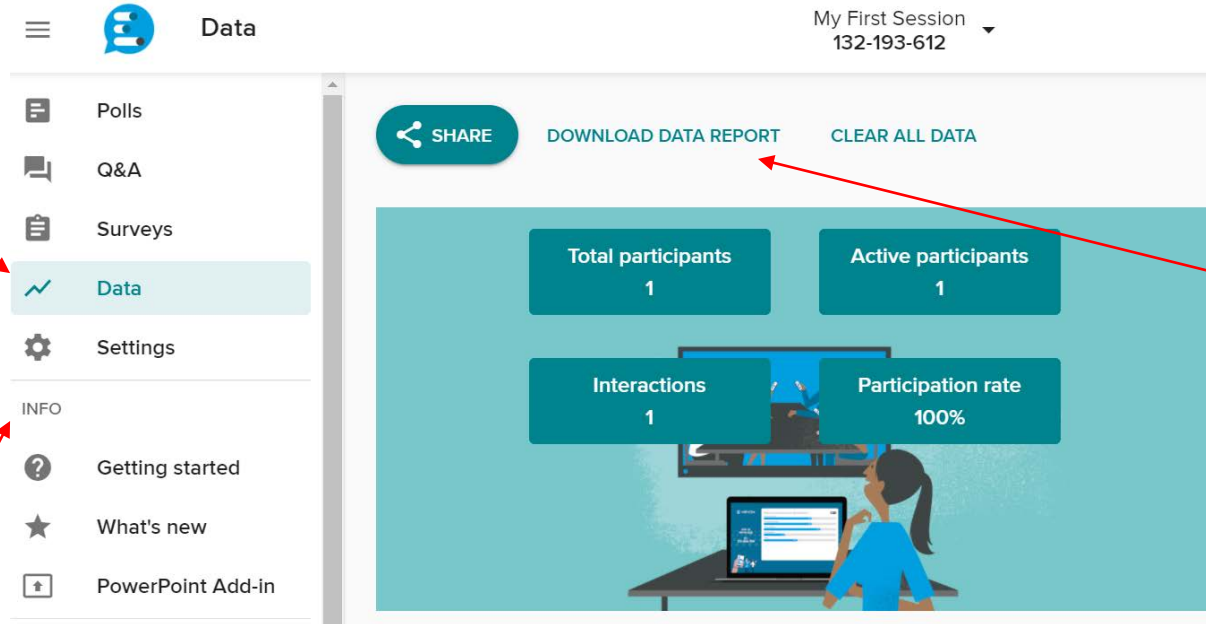 Data
My First Session
132-193-612
Polls
Q&A
Surveys
Data
Settings
INFO
Getting started
What's new
PowerPoint Add-in
SHARE
DOWNLOAD DATA REPORT
CLEAR ALL DATA
Total participants
1
Active participants
1
Interactions
1
Participation rate
100%